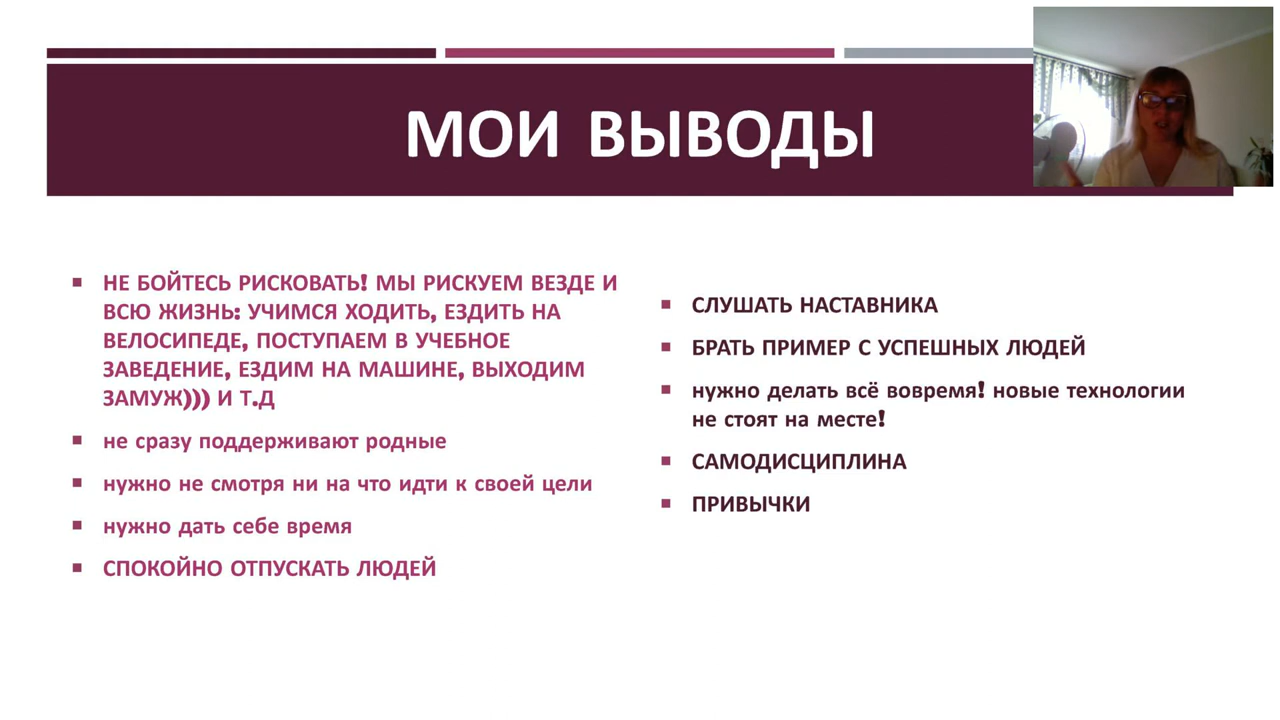 МОИ ВЫВОДЫ
НЕ БОЙТЕСЬ РИСКОВАТЬ! МЫ РИСКУЕМ ВЕЗДЕ И
ВСЮ ЖИЗНЬ: УЧИМСЯ ХОДИТЬ, ЕЗДИТЬ НА
ВЕЛОСИПЕДЕ, ПОСТУПАЕМ В УЧЕБНОЕ
ЗАВЕДЕНИЕ, ЕЗДИМ НА МАШИНЕ, ВЫХОДИМ
ЗАМУЖ))) И Т.Д
не сразу поддерживают родные
нужно не смотря ни на что идти к своей цели
нужно дать себе время
СПОКОЙНО ОТПУСКАТЬ ЛЮДЕЙ
СЛУШАТЬ НАСТАВНИКА
БРАТЬ ПРИМЕР С УСПЕШНЫХ ЛЮДЕЙ
нужно делать всё вовремя! новые технологии
не стоят на месте!
САМОДИСЦИПЛИНА
ПРИВЫЧКИ